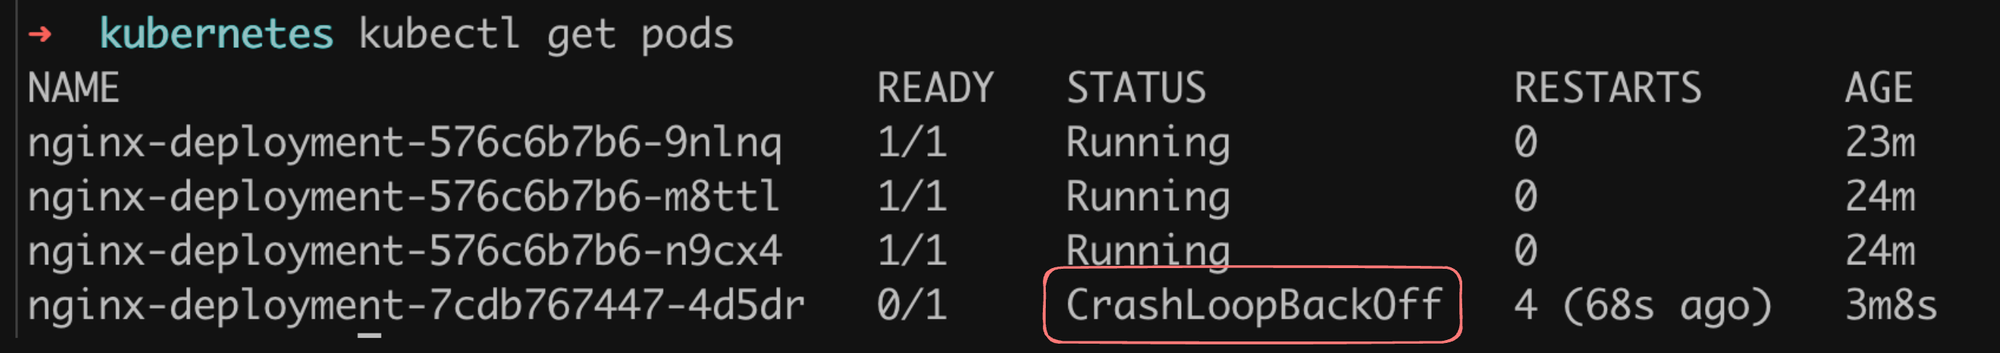 ➜ kubernetes kubectl get pods
NAME READY STATUS RESTARTS AGE
nginx-deployment-576c6b7b6-9nlnq 1/1 Running 0 23m
nginx-deployment-576c6b7b6-m8ttl 1/1 Running 0 24m
nginx-deployment-576c6b7b6-n9cx4 1/1 Running 0 24m
nginx-deployment-7cdb767447-4d5dr 0/1 CrashLoopBackOff 4 (68s ago) 3m8s